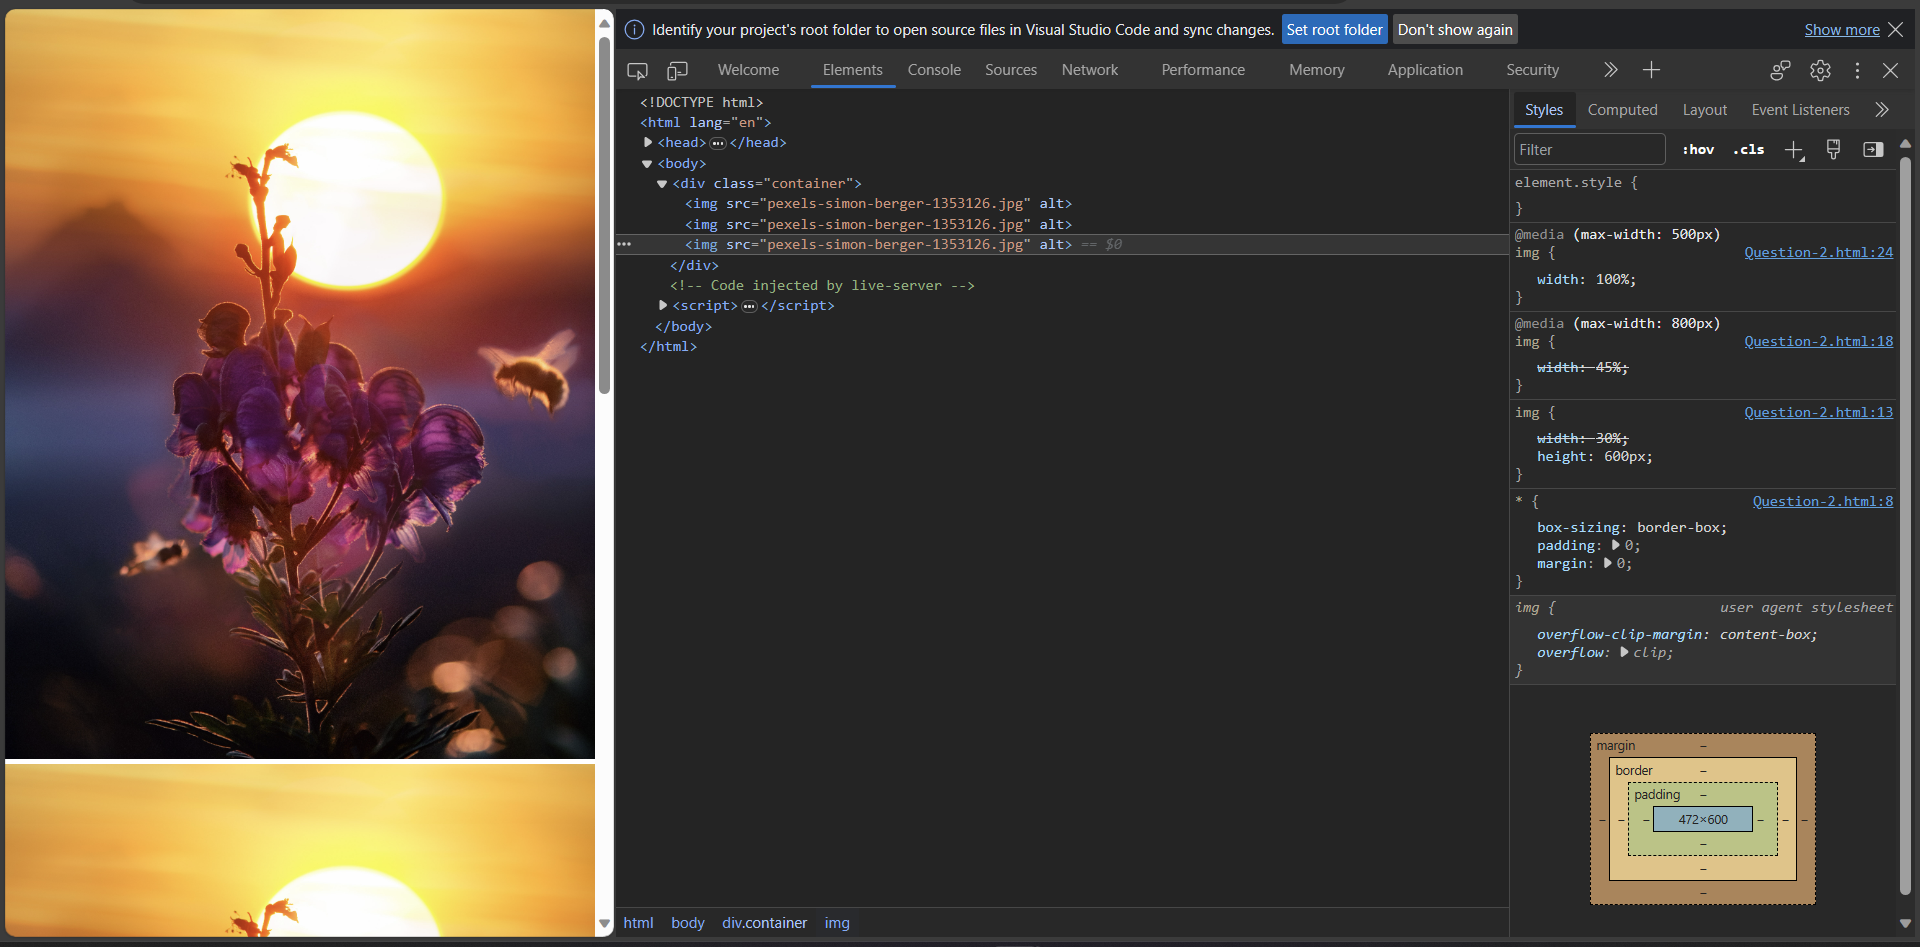 Identify your project's root folder to open source files in Visual Studio Code and sync changes. Set root folder Don't show again Show more
Welcome Elements Console Sources Network Performance Memory Application Security
<!DOCTYPE html>
<html lang="en">
<head> ••• </head>
<body>
<div class="container">
<img src="pexels-simon-berger-1353126.jpg" alt>
<img src="pexels-simon-berger-1353126.jpg" alt>
••• <img src="pexels-simon-berger-1353126.jpg" alt> == $0
</div>
<!-- Code injected by live-server -->
<script> ••• </script>
</body>
</html>
html body div.container img
Styles Computed Layout Event Listeners
Filter :hov .cls
element.style {
}
@media (max-width: 500px)
img { Question-2.html:24
width: 100%;
}
@media (max-width: 800px)
img { Question-2.html:18
width: 45%;
}
img { Question-2.html:13
width: 30%;
height: 600px;
}
* { Question-2.html:8
box-sizing: border-box;
padding: 0;
margin: 0;
}
img { user agent stylesheet
overflow-clip-margin: content-box;
overflow: clip;
}
margin –
border –
padding –
– – – 472×600 – – –
–
–
–